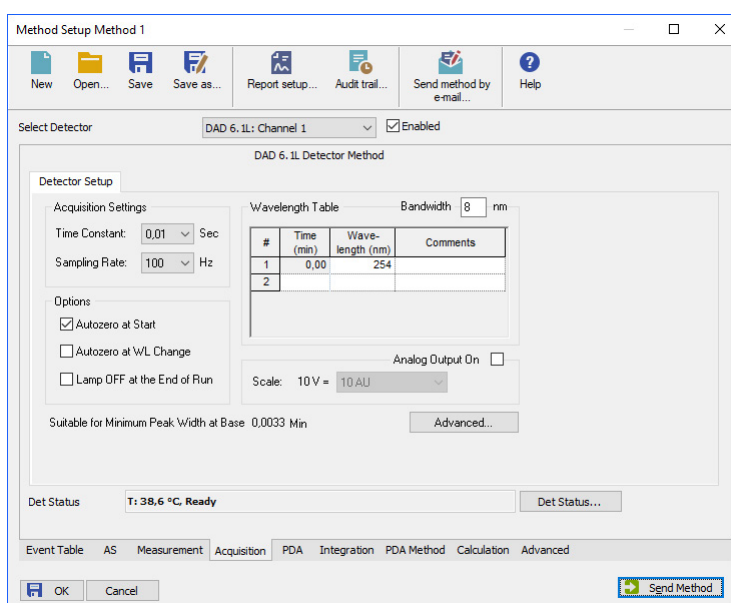 Method Setup Method 1
New Open... Save Save as... Report setup... Audit trail... Send method by e-mail... Help
Select Detector DAD 6.1L: Channel 1 Enabled
DAD 6.1L Detector Method
Detector Setup
Acquisition Settings
Time Constant: 0,01 Sec
Sampling Rate: 100 Hz
Options
Autozero at Start
Autozero at WL Change
Lamp OFF at the End of Run
Wavelength Table Bandwidth 8 nm
# Time (min) Wave-length (nm) Comments
1 0,00 254
2
Analog Output On
Scale: 10 V = 10 AU
Suitable for Minimum Peak Width at Base 0,0033 Min Advanced...
Det Status T: 38,6 °C, Ready Det Status...
Event Table AS Measurement Acquisition PDA Integration PDA Method Calculation Advanced
OK Cancel Send Method